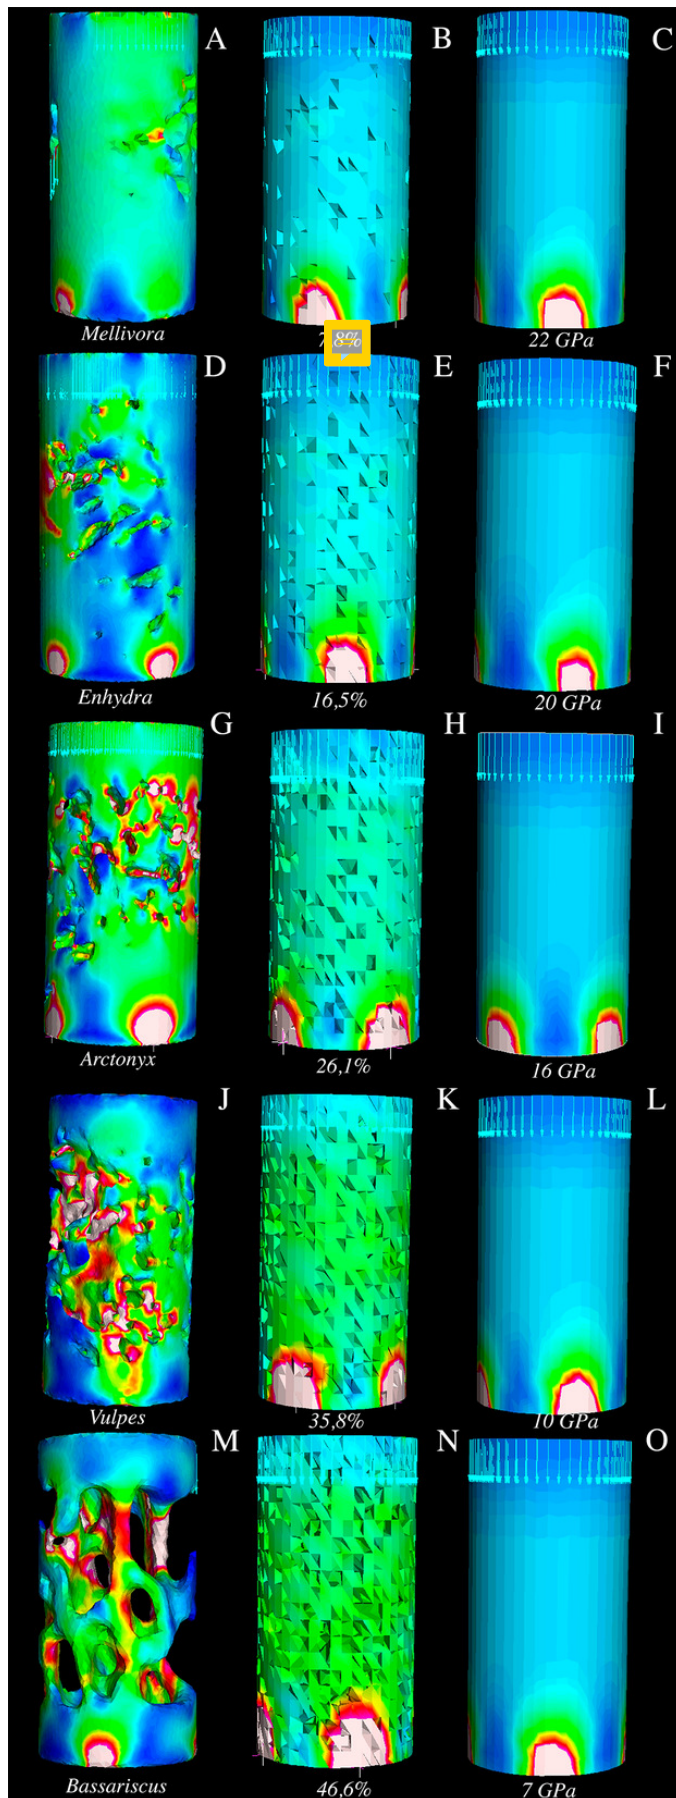 A B C
Mellivora 22 GPa
D E F
Enhydra 16,5% 20 GPa
G H I
Arctonyx 26,1% 16 GPa
J K L
Vulpes 35,8% 10 GPa
M N O
Bassariscus 46,6% 7 GPa